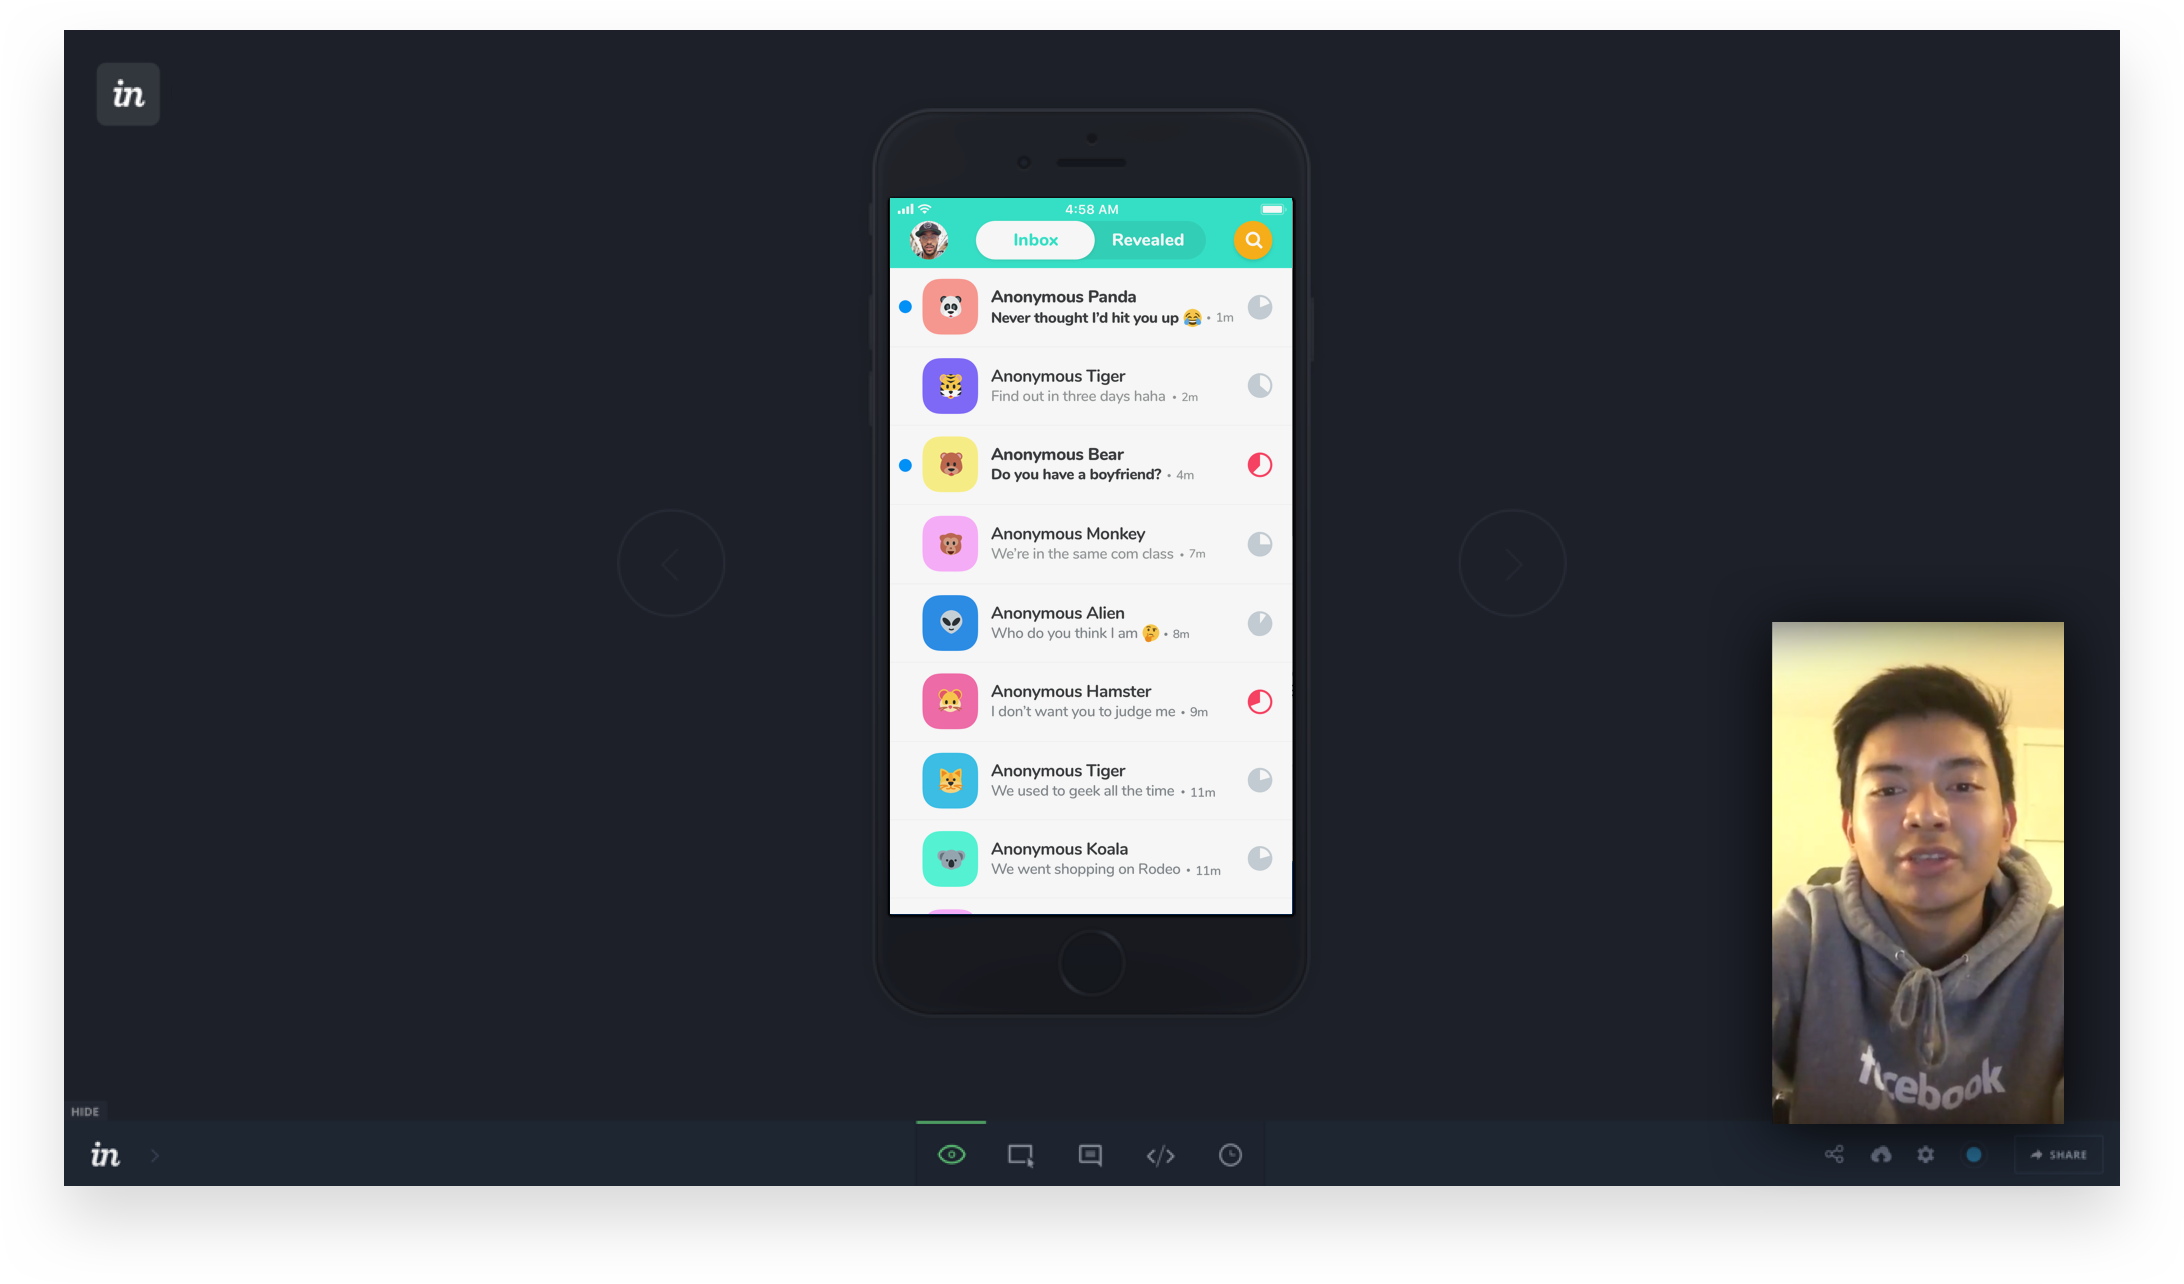 in
4:58 AM
Inbox
Revealed
Anonymous Panda
Never thought I'd hit you up 😂 • 1m
Anonymous Tiger
Find out in three days haha • 2m
Anonymous Bear
Do you have a boyfriend? • 4m
Anonymous Monkey
We're in the same com class • 7m
Anonymous Alien
Who do you think I am 🤔 • 8m
Anonymous Hamster
I don't want you to judge me • 9m
Anonymous Tiger
We used to geek all the time • 11m
Anonymous Koala
We went shopping on Rodeo • 11m
facebook
HIDE
in
SHARE